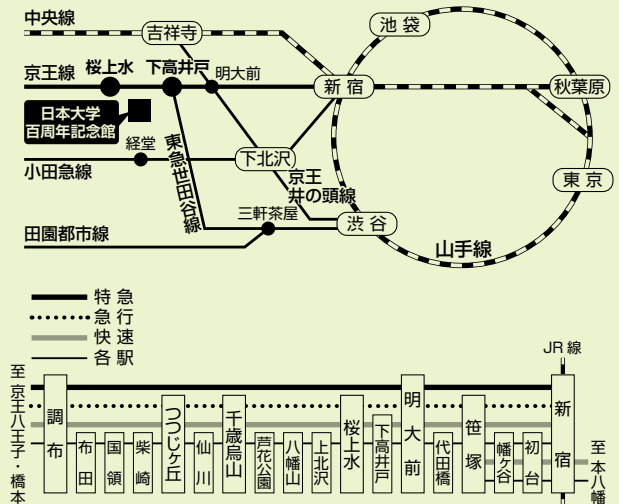 中央線
吉祥寺
池袋
京王線
桜上水
下高井戸
明大前
新宿
秋葉原
日本大学
百周年記念館
経堂
小田急線
東急世田谷線
下北沢
京王
井の頭線
東京
三軒茶屋
渋谷
田園都市線
山手線
特急
急行
快速
各駅
JR線
至 京王八王子・橋本
調布
布田
国領
柴崎
つつじヶ丘
仙川
千歳烏山
芦花公園
八幡山
上北沢
桜上水
下高井戸
明大前
代田橋
笹塚
幡ヶ谷
初台
新宿
至 本八幡